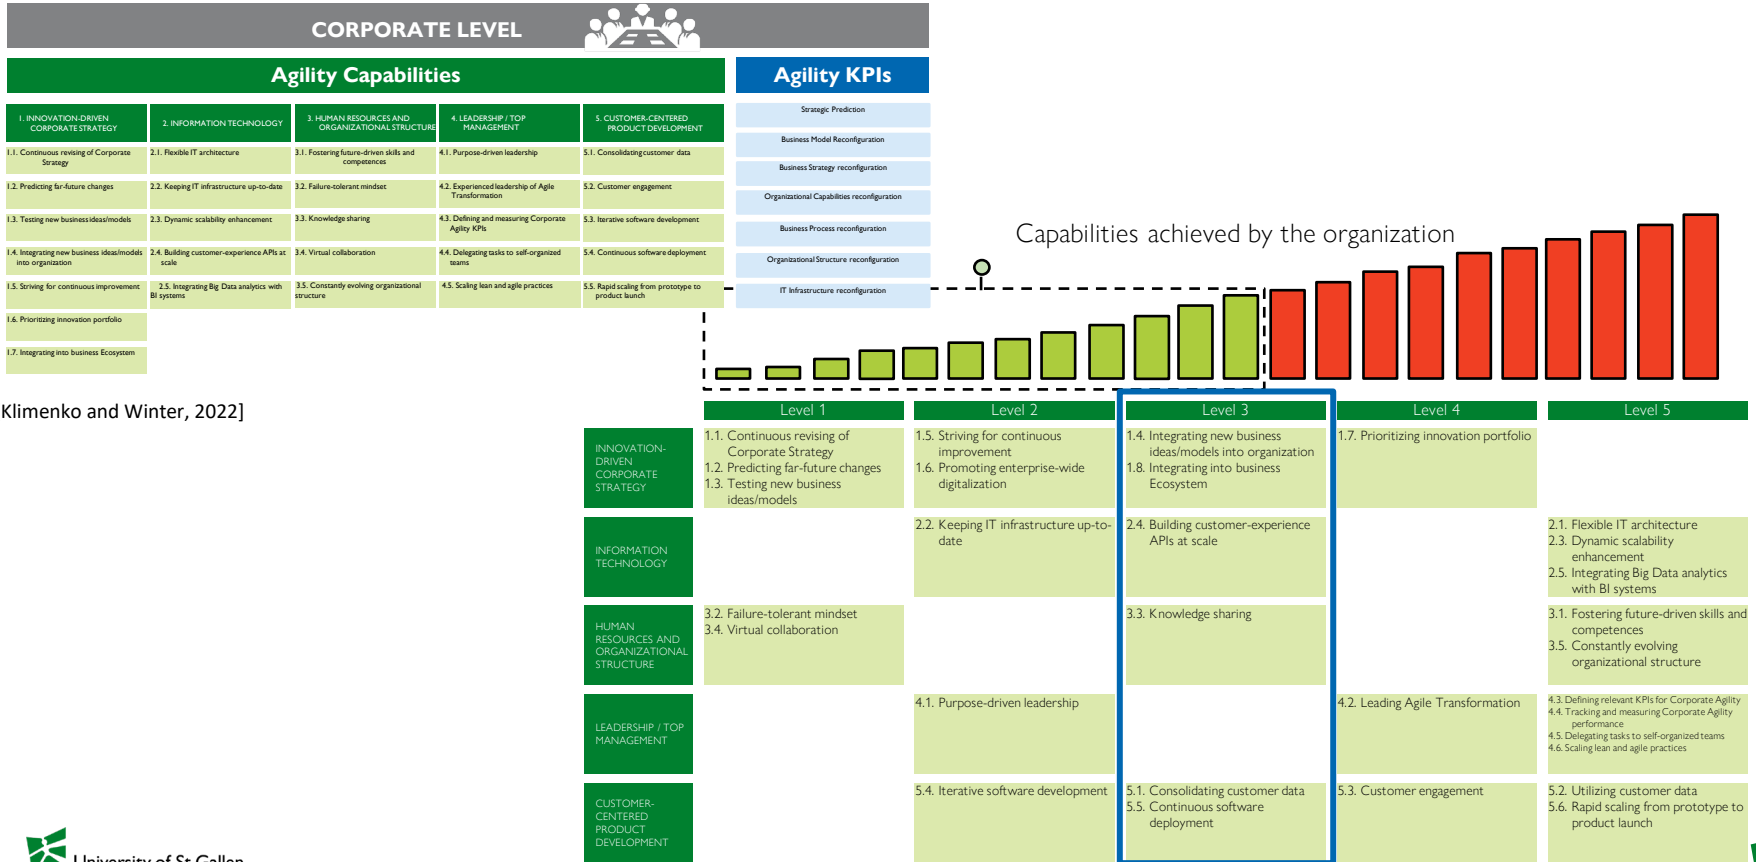 CORPORATE LEVEL
Agility Capabilities
Agility KPIs
1. INNOVATION-DRIVEN
CORPORATE STRATEGY
2. INFORMATION TECHNOLOGY
3. HUMAN RESOURCES AND
ORGANIZATIONAL STRUCTURE
4. LEADERSHIP / TOP
MANAGEMENT
5. CUSTOMER-CENTERED
PRODUCT DEVELOPMENT
1.1. Continuous revising of Corporate
Strategy
2.1. Flexible IT architecture
3.1. Fostering future-driven skills and
competences
4.1. Purpose-driven leadership
5.1. Consolidating customer data
1.2. Predicting far-future changes
2.2. Keeping IT infrastructure up-to-date
3.2. Failure-tolerant mindset
4.2. Experienced leadership of Agile
Transformation
5.2. Customer engagement
1.3. Testing new business ideas/models
2.3. Dynamic scalability enhancement
3.3. Knowledge sharing
4.3. Defining and measuring Corporate
Agility KPIs
5.3. Iterative software development
1.4. Integrating new business ideas/models
into organization
2.4. Building customer-experience APIs at
scale
3.4. Virtual collaboration
4.4. Delegating tasks to self-organized
teams
5.4. Continuous software deployment
1.5. Striving for continuous improvement
2.5. Integrating Big Data analytics with
BI systems
3.5. Constantly evolving organizational
structure
4.5. Scaling lean and agile practices
5.5. Rapid scaling from prototype to
product launch
1.6. Prioritizing innovation portfolio
1.7. Integrating into business Ecosystem
Strategic Prediction
Business Model Reconfiguration
Business Strategy reconfiguration
Organizational Capabilities reconfiguration
Business Process reconfiguration
Organizational Structure reconfiguration
IT Infrastructure reconfiguration
Capabilities achieved by the organization
Klimenko and Winter, 2022]
Level 1
Level 2
Level 3
Level 4
Level 5
INNOVATION-
DRIVEN
CORPORATE
STRATEGY
1.1. Continuous revising of
Corporate Strategy
1.2. Predicting far-future changes
1.3. Testing new business
ideas/models
1.5. Striving for continuous
improvement
1.6. Promoting enterprise-wide
digitalization
1.4. Integrating new business
ideas/models into organization
1.8. Integrating into business
Ecosystem
1.7. Prioritizing innovation portfolio
INFORMATION
TECHNOLOGY
2.2. Keeping IT infrastructure up-to-
date
2.4. Building customer-experience
APIs at scale
2.1. Flexible IT architecture
2.3. Dynamic scalability
enhancement
2.5. Integrating Big Data analytics
with BI systems
HUMAN
RESOURCES AND
ORGANIZATIONAL
STRUCTURE
3.2. Failure-tolerant mindset
3.4. Virtual collaboration
3.3. Knowledge sharing
3.1. Fostering future-driven skills and
competences
3.5. Constantly evolving
organizational structure
LEADERSHIP / TOP
MANAGEMENT
4.1. Purpose-driven leadership
4.2. Leading Agile Transformation
4.3. Defining relevant KPIs for Corporate Agility
4.4. Tracking and measuring Corporate Agility
performance
4.5. Delegating tasks to self-organized teams
4.6. Scaling lean and agile practices
CUSTOMER-
CENTERED
PRODUCT
DEVELOPMENT
5.4. Iterative software development
5.1. Consolidating customer data
5.5. Continuous software
deployment
5.3. Customer engagement
5.2. Utilizing customer data
5.6. Rapid scaling from prototype to
product launch
University of St Gallen